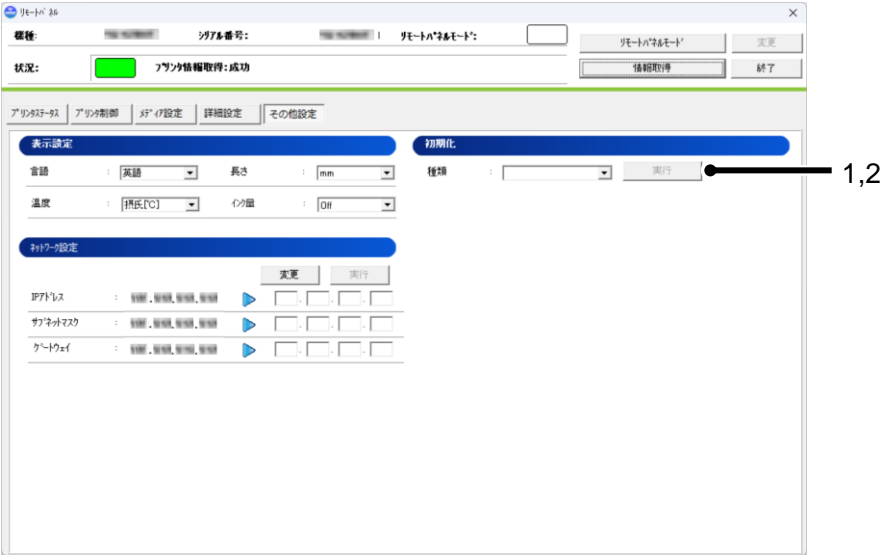 リモートパネル
機種: シリアル番号: リモートパネルモード: リモートパネルモード 変更
状況: プリンタ情報取得:成功 情報取得 終了
プリンタステータス プリンタ制御 メディア設定 詳細設定 その他設定
表示設定 初期化
言語 : 英語 長さ : mm 種類 : 実行 1,2
温度 : 摂氏[℃] インク量 : Off
ネットワーク設定
変更 実行
IPアドレス :
サブネットマスク :
ゲートウェイ :